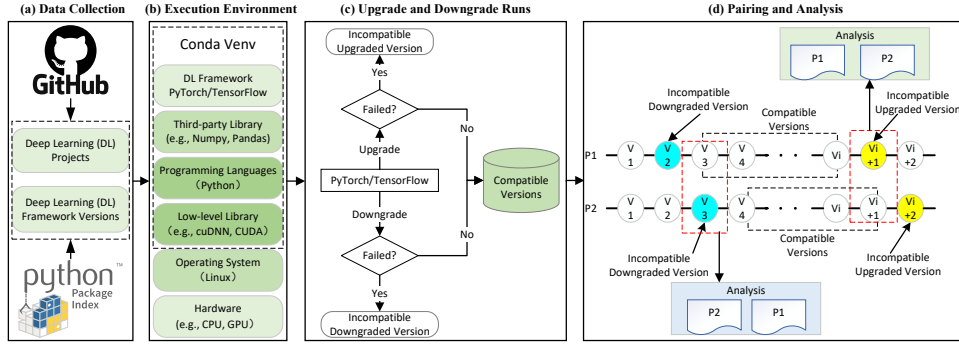 (a) Data Collection
GitHub
Deep Learning (DL)
Projects
Deep Learning (DL)
Framework Versions
python™
Package
Index
(b) Execution Environment
Conda Venv
DL Framework
PyTorch/TensorFlow
Third-party Library
(e.g., Numpy, Pandas)
Programming Languages
(Python)
Low-level Library
(e.g., cuDNN, CUDA)
Operating System
(Linux)
Hardware
(e.g., CPU, GPU)
(c) Upgrade and Downgrade Runs
Incompatible
Upgraded Version
Yes
Failed?
No
Upgrade
PyTorch/TensorFlow
Compatible
Versions
Downgrade
No
Failed?
Yes
Incompatible
Downgraded Version
(d) Pairing and Analysis
Analysis
P1
P2
Incompatible
Downgraded Version
Compatible
Versions
Incompatible
Upgraded Version
P1
V
1
V
2
V
3
V
4
Vi
Vi
+1
Vi
+2
P2
V
1
V
2
V
3
V
4
Vi
Vi
+1
Vi
+2
Compatible
Versions
Incompatible
Downgraded Version
Incompatible
Upgraded Version
Analysis
P2
P1